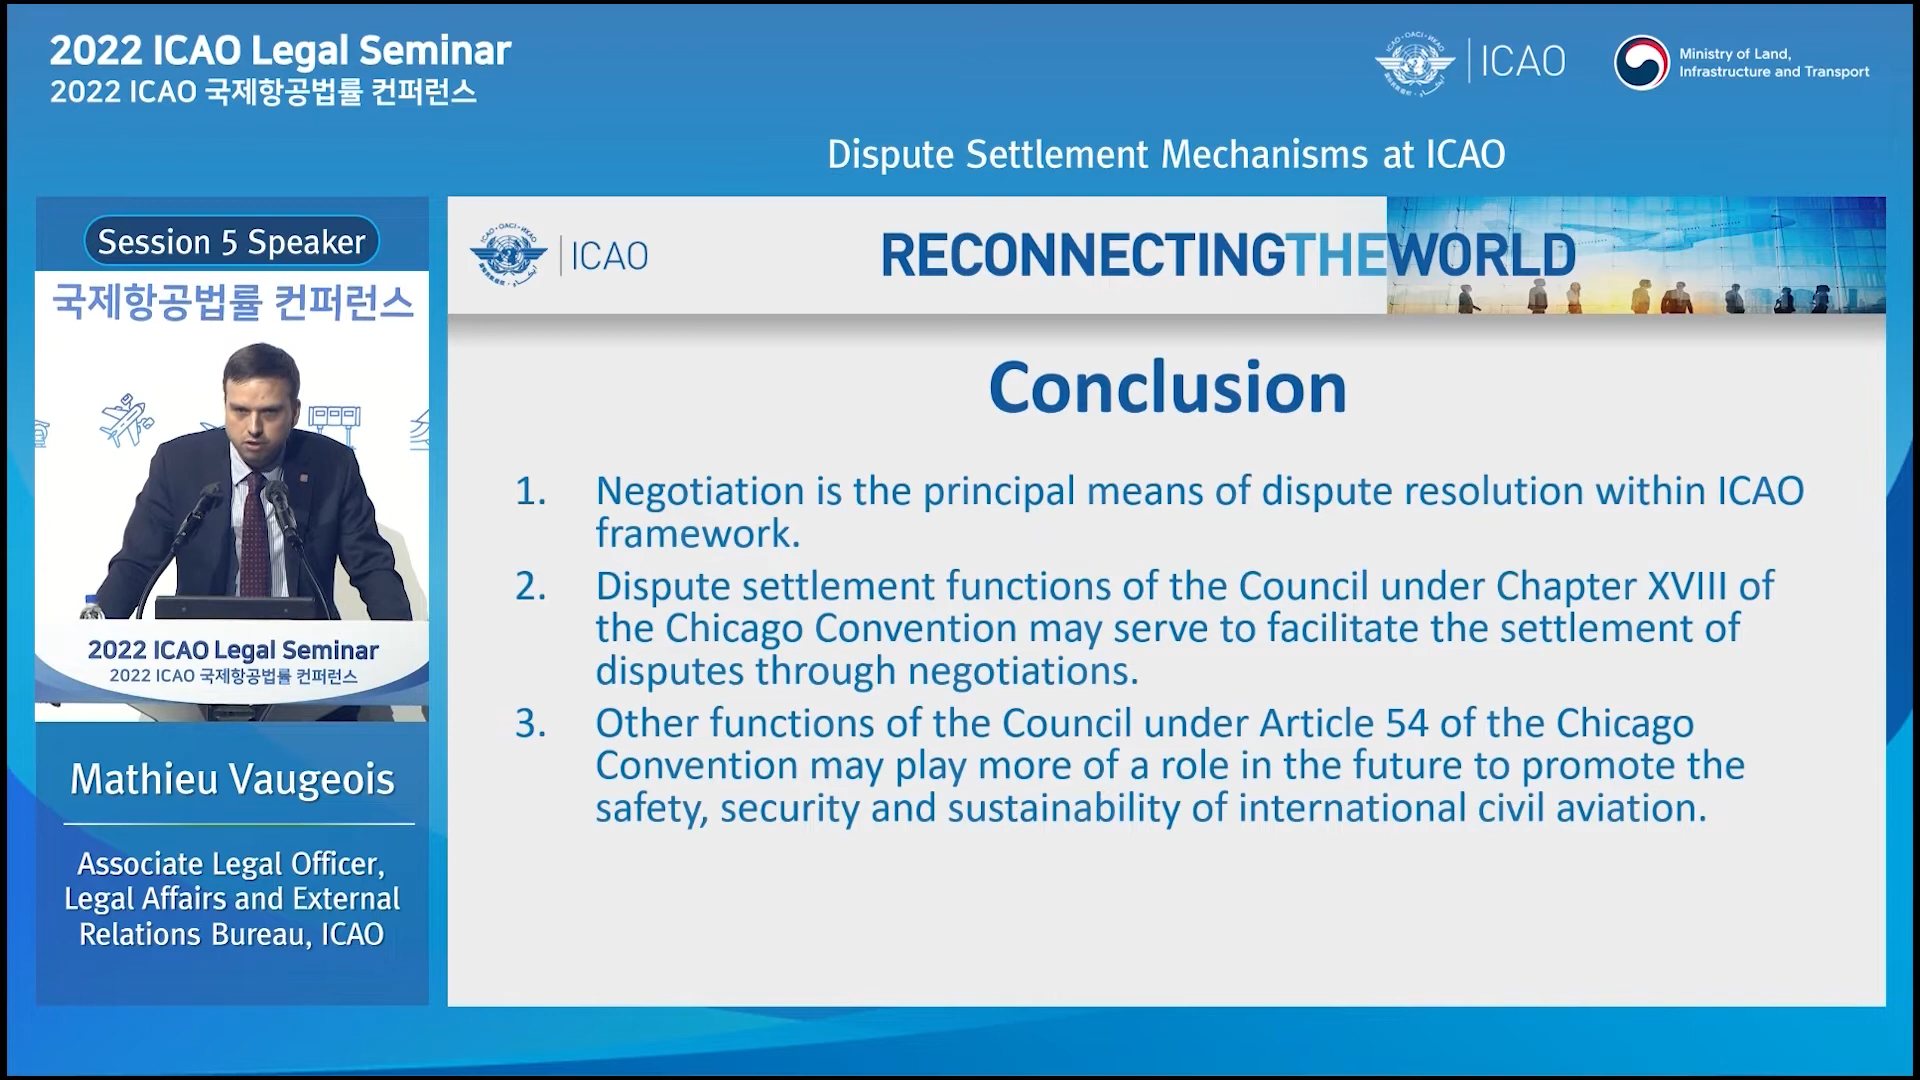 2022 ICAO Legal Seminar
2022 ICAO 국제항공법률 컨퍼런스
ICAO
Ministry of Land,
Infrastructure and Transport
Dispute Settlement Mechanisms at ICAO
Session 5 Speaker
국제항공법률 컨퍼런스
2022 ICAO Legal Seminar
2022 ICAO 국제항공법률 컨퍼런스
Mathieu Vaugeois
Associate Legal Officer,
Legal Affairs and External
Relations Bureau, ICAO
ICAO
RECONNECTINGTHEWORLD
Conclusion
1. Negotiation is the principal means of dispute resolution within ICAO
framework.
2. Dispute settlement functions of the Council under Chapter XVIII of
the Chicago Convention may serve to facilitate the settlement of
disputes through negotiations.
3. Other functions of the Council under Article 54 of the Chicago
Convention may play more of a role in the future to promote the
safety, security and sustainability of international civil aviation.